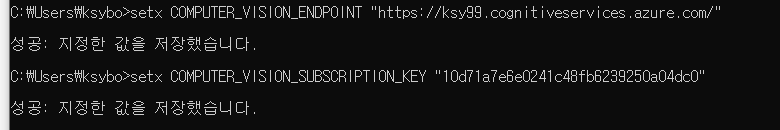 C:₩Users₩ksybo>setx COMPUTER_VISION_ENDPOINT "https://ksy99.cognitiveservices.azure.com/"
성공: 지정한 값을 저장했습니다.
C:₩Users₩ksybo>setx COMPUTER_VISION_SUBSCRIPTION_KEY "10d71a7e6e0241c48fb6239250a04dc0"
성공: 지정한 값을 저장했습니다.